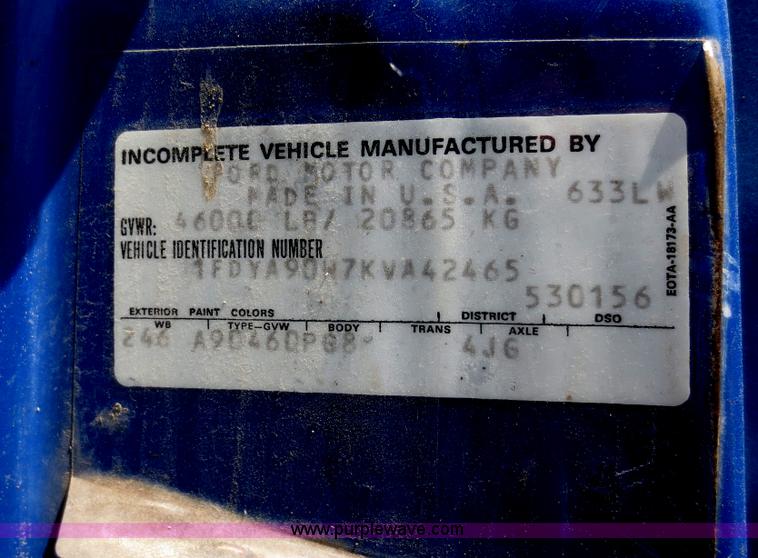 INCOMPLETE VEHICLE MANUFACTURED BY
FORD MOTOR COMPANY
MADE IN U.S.A. 633LW
GVWR: 46000 LB/ 20865 KG
VEHICLE IDENTIFICATION NUMBER
1FDYA90W7KVA42465
EOTA-18173-AA
530156
EXTERIOR PAINT COLORS DISTRICT DSO
WB TYPE-GVW BODY TRANS AXLE
246 A9046 4JG
www.purplewave.com